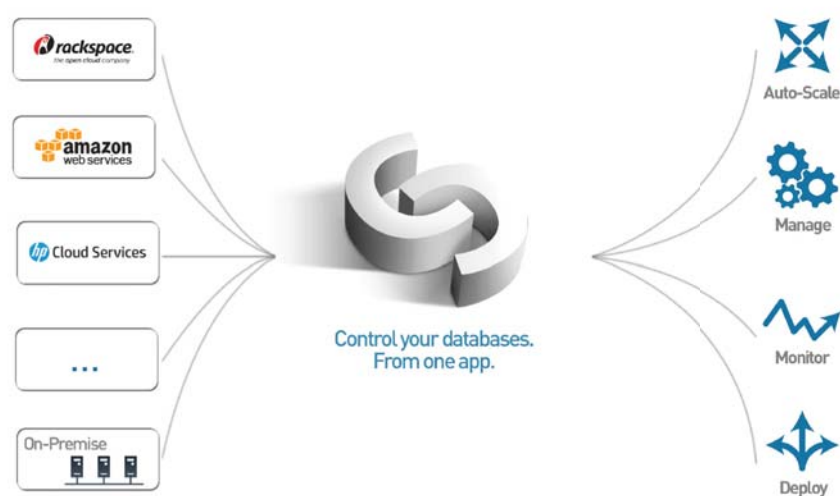 rackspace.
the open cloud company
amazon
web services
hp Cloud Services
...
On-Premise
Control your databases.
From one app.
Auto-Scale
Manage
Monitor
Deploy